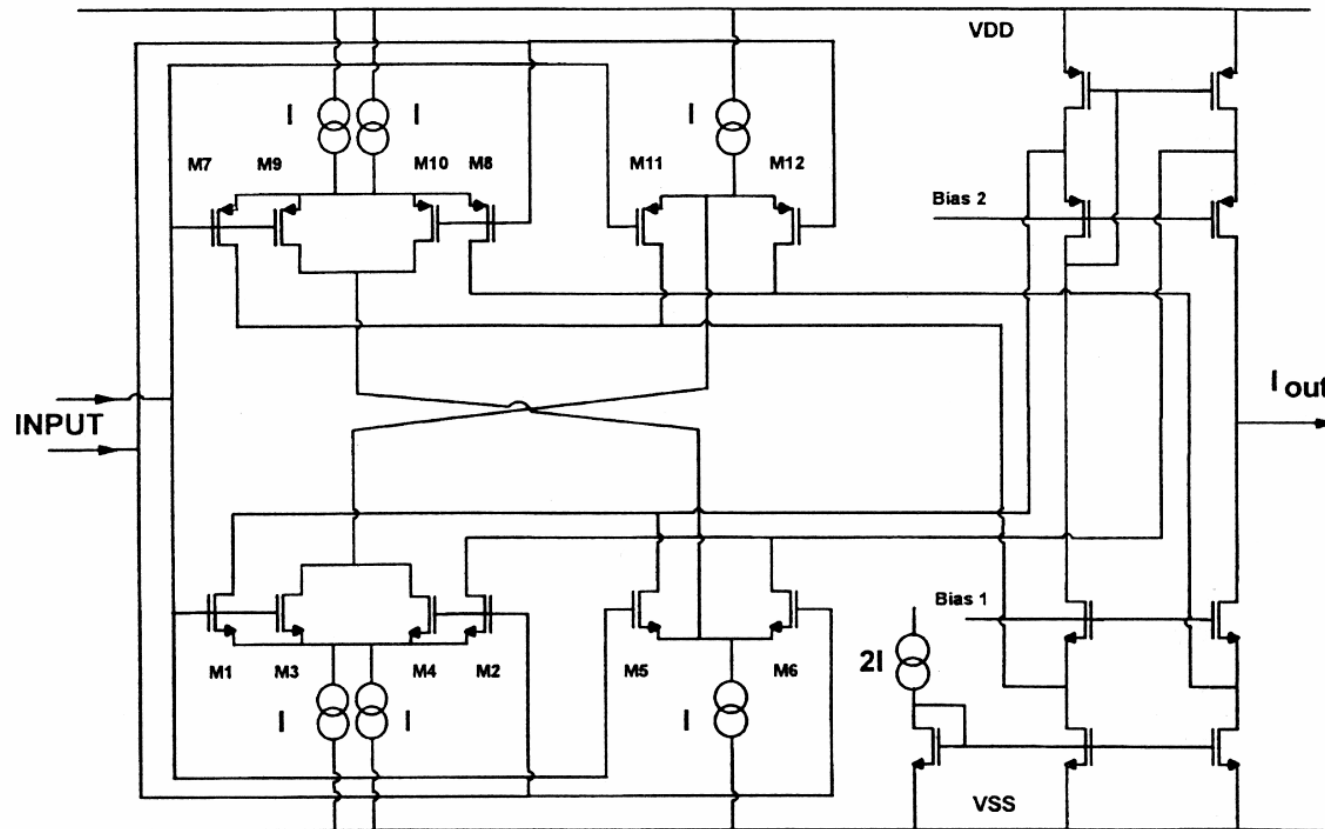 VDD
I I I
M7 M9 M10 M8 M11 M12
Bias 2
I out
INPUT
Bias 1
M1 M3 M4 M2 M5 M6 2I
I I I
VSS